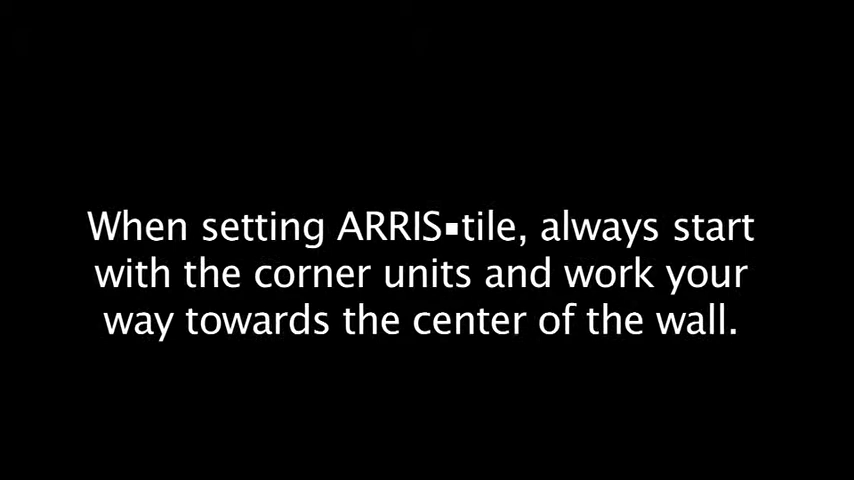 When setting ARRIS▪tile, always start
with the corner units and work your
way towards the center of the wall.